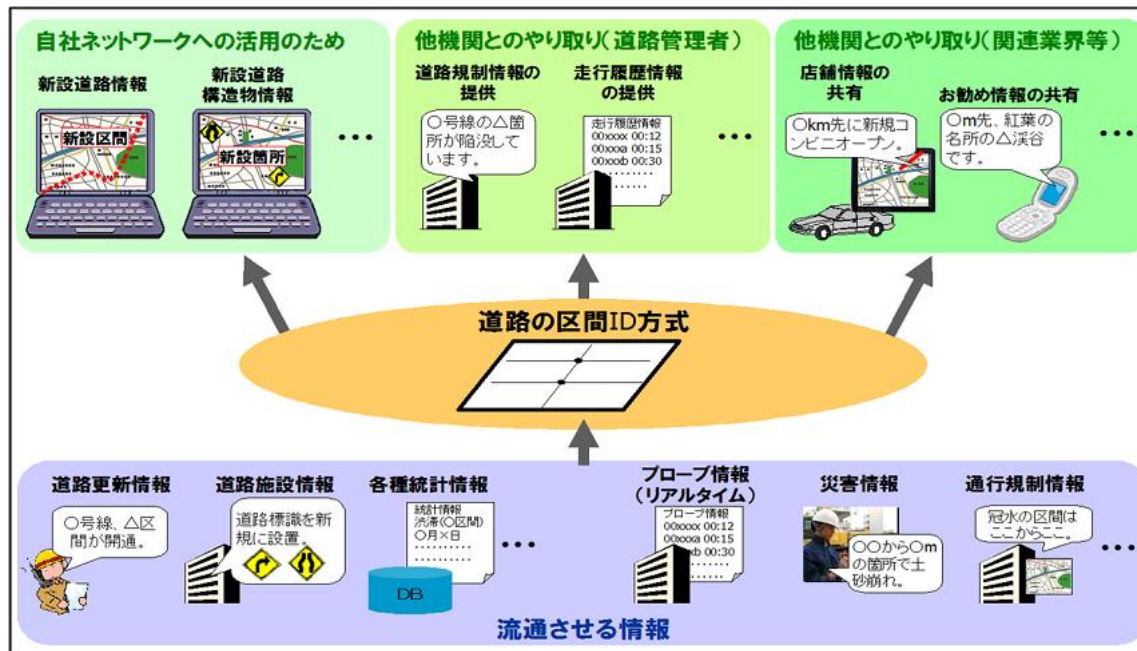 自社ネットワークへの活用のため
新設道路情報
新設道路
構造物情報
新設区間
新設箇所
•••
他機関とのやり取り(道路管理者)
道路規制情報の
提供
走行履歴情報
の提供
〇号線の△箇
所が陥没して
います。
走行履歴情報
00xxxx 00:12
00xxxa 00:15
00xxxb 00:30
•••
他機関とのやり取り(関連業界等)
店舗情報の
共有
お勧め情報の共有
〇km先に新規コ
ンビニオープン。
〇m先、紅葉の
名所の△渓谷
です。
•••
道路の区間ID方式
道路更新情報
〇号線、△区
間が開通。
道路施設情報
道路標識を新
規に設置。
各種統計情報
統計情報
渋滞(〇区間)
〇月×日
DB
•••
プローブ情報
(リアルタイム)
プローブ情報
00xxxx 00:12
00xxxa 00:15
xxb 00:30
災害情報
〇〇から〇m
の箇所で土
砂崩れ。
通行規制情報
冠水の区間は
ここからここ。
•••
流通させる情報